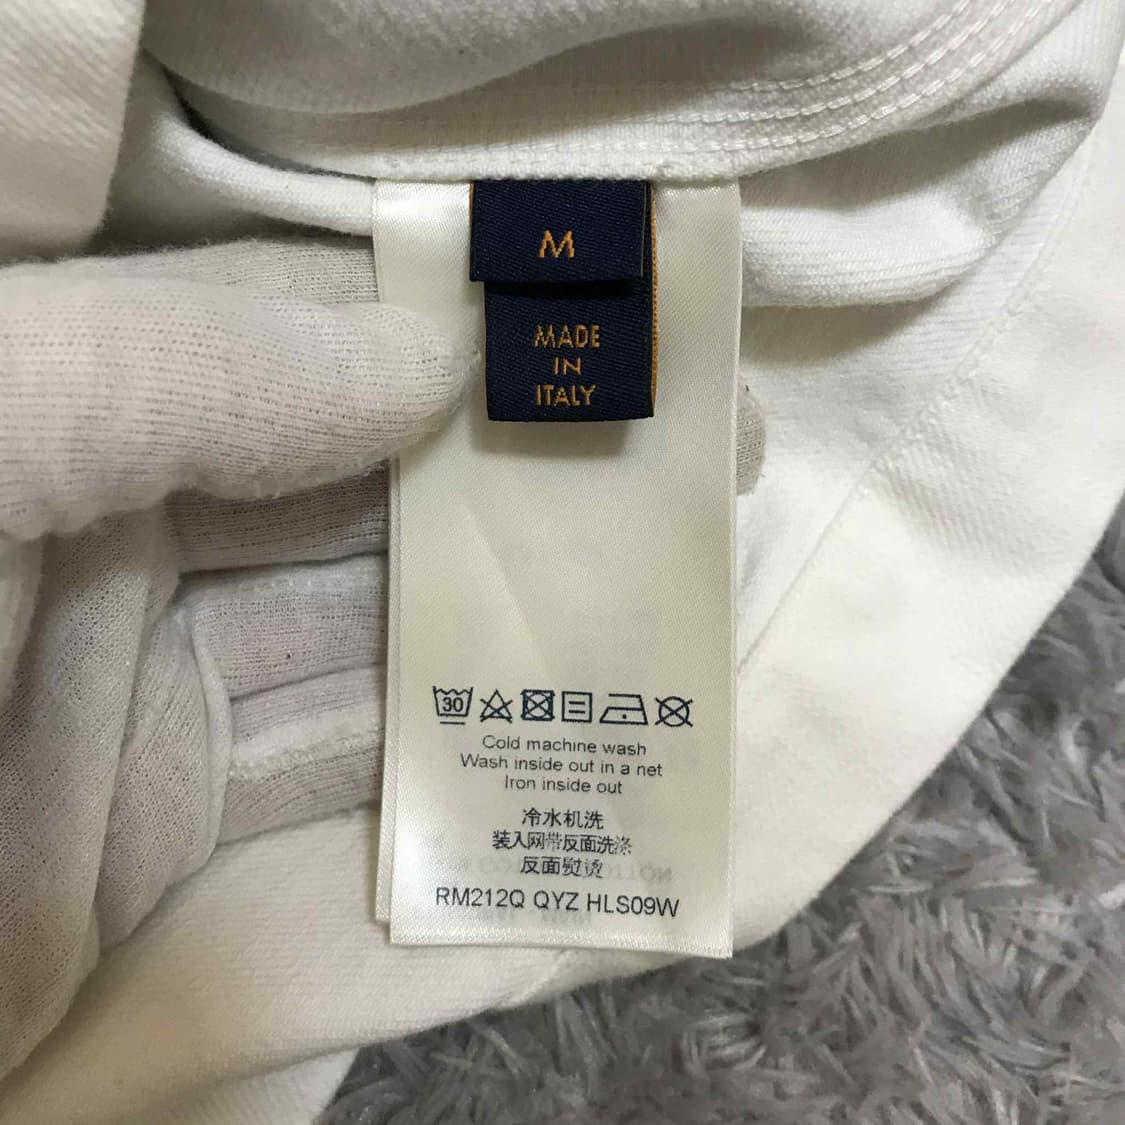 M
MADE
IN
ITALY
30
Cold machine wash
Wash inside out in a net
Iron inside out
冷水机洗
装入网带反面洗涤
反面熨烫
RM212Q QYZ HLS09W